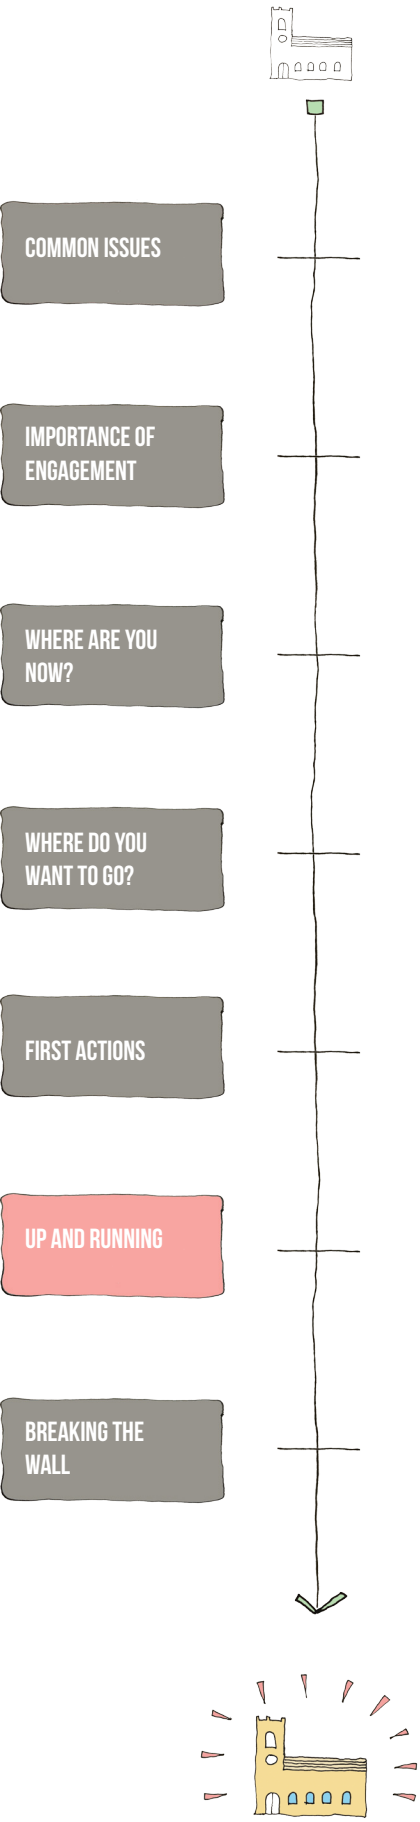 COMMON ISSUES
IMPORTANCE OF
ENGAGEMENT
WHERE ARE YOU
NOW?
WHERE DO YOU
WANT TO GO?
FIRST ACTIONS
UP AND RUNNING
BREAKING THE
WALL